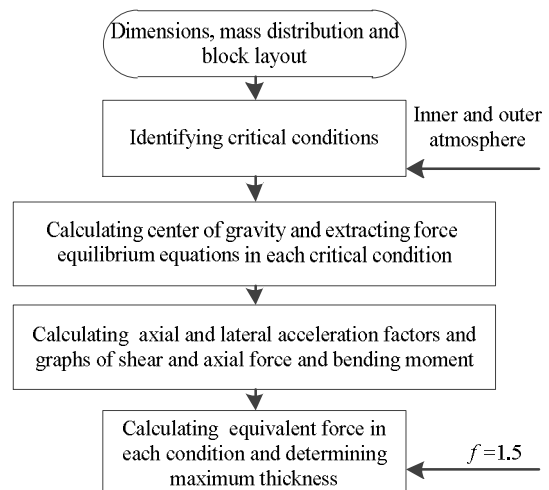 Dimensions, mass distribution and
block layout
Identifying critical conditions
Inner and outer
atmosphere
Calculating center of gravity and extracting force
equilibrium equations in each critical condition
Calculating axial and lateral acceleration factors and
graphs of shear and axial force and bending moment
Calculating equivalent force in
each condition and determining
maximum thickness
f=1.5